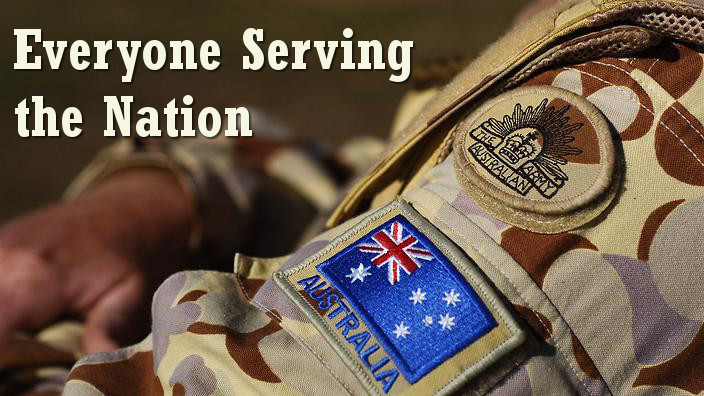 Everyone Serving
the Nation
THE
ARMY
AUSTRALIAN
AUSTRALIA